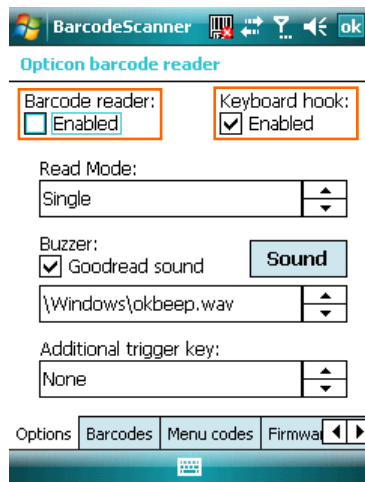 BarcodeScanner ok
Opticon barcode reader
Barcode reader: Keyboard hook:
Enabled Enabled
Read Mode:
Single
Buzzer:
Goodread sound Sound
\Windows\okbeep.wav
Additional trigger key:
None
Options Barcodes Menu codes Firmwa